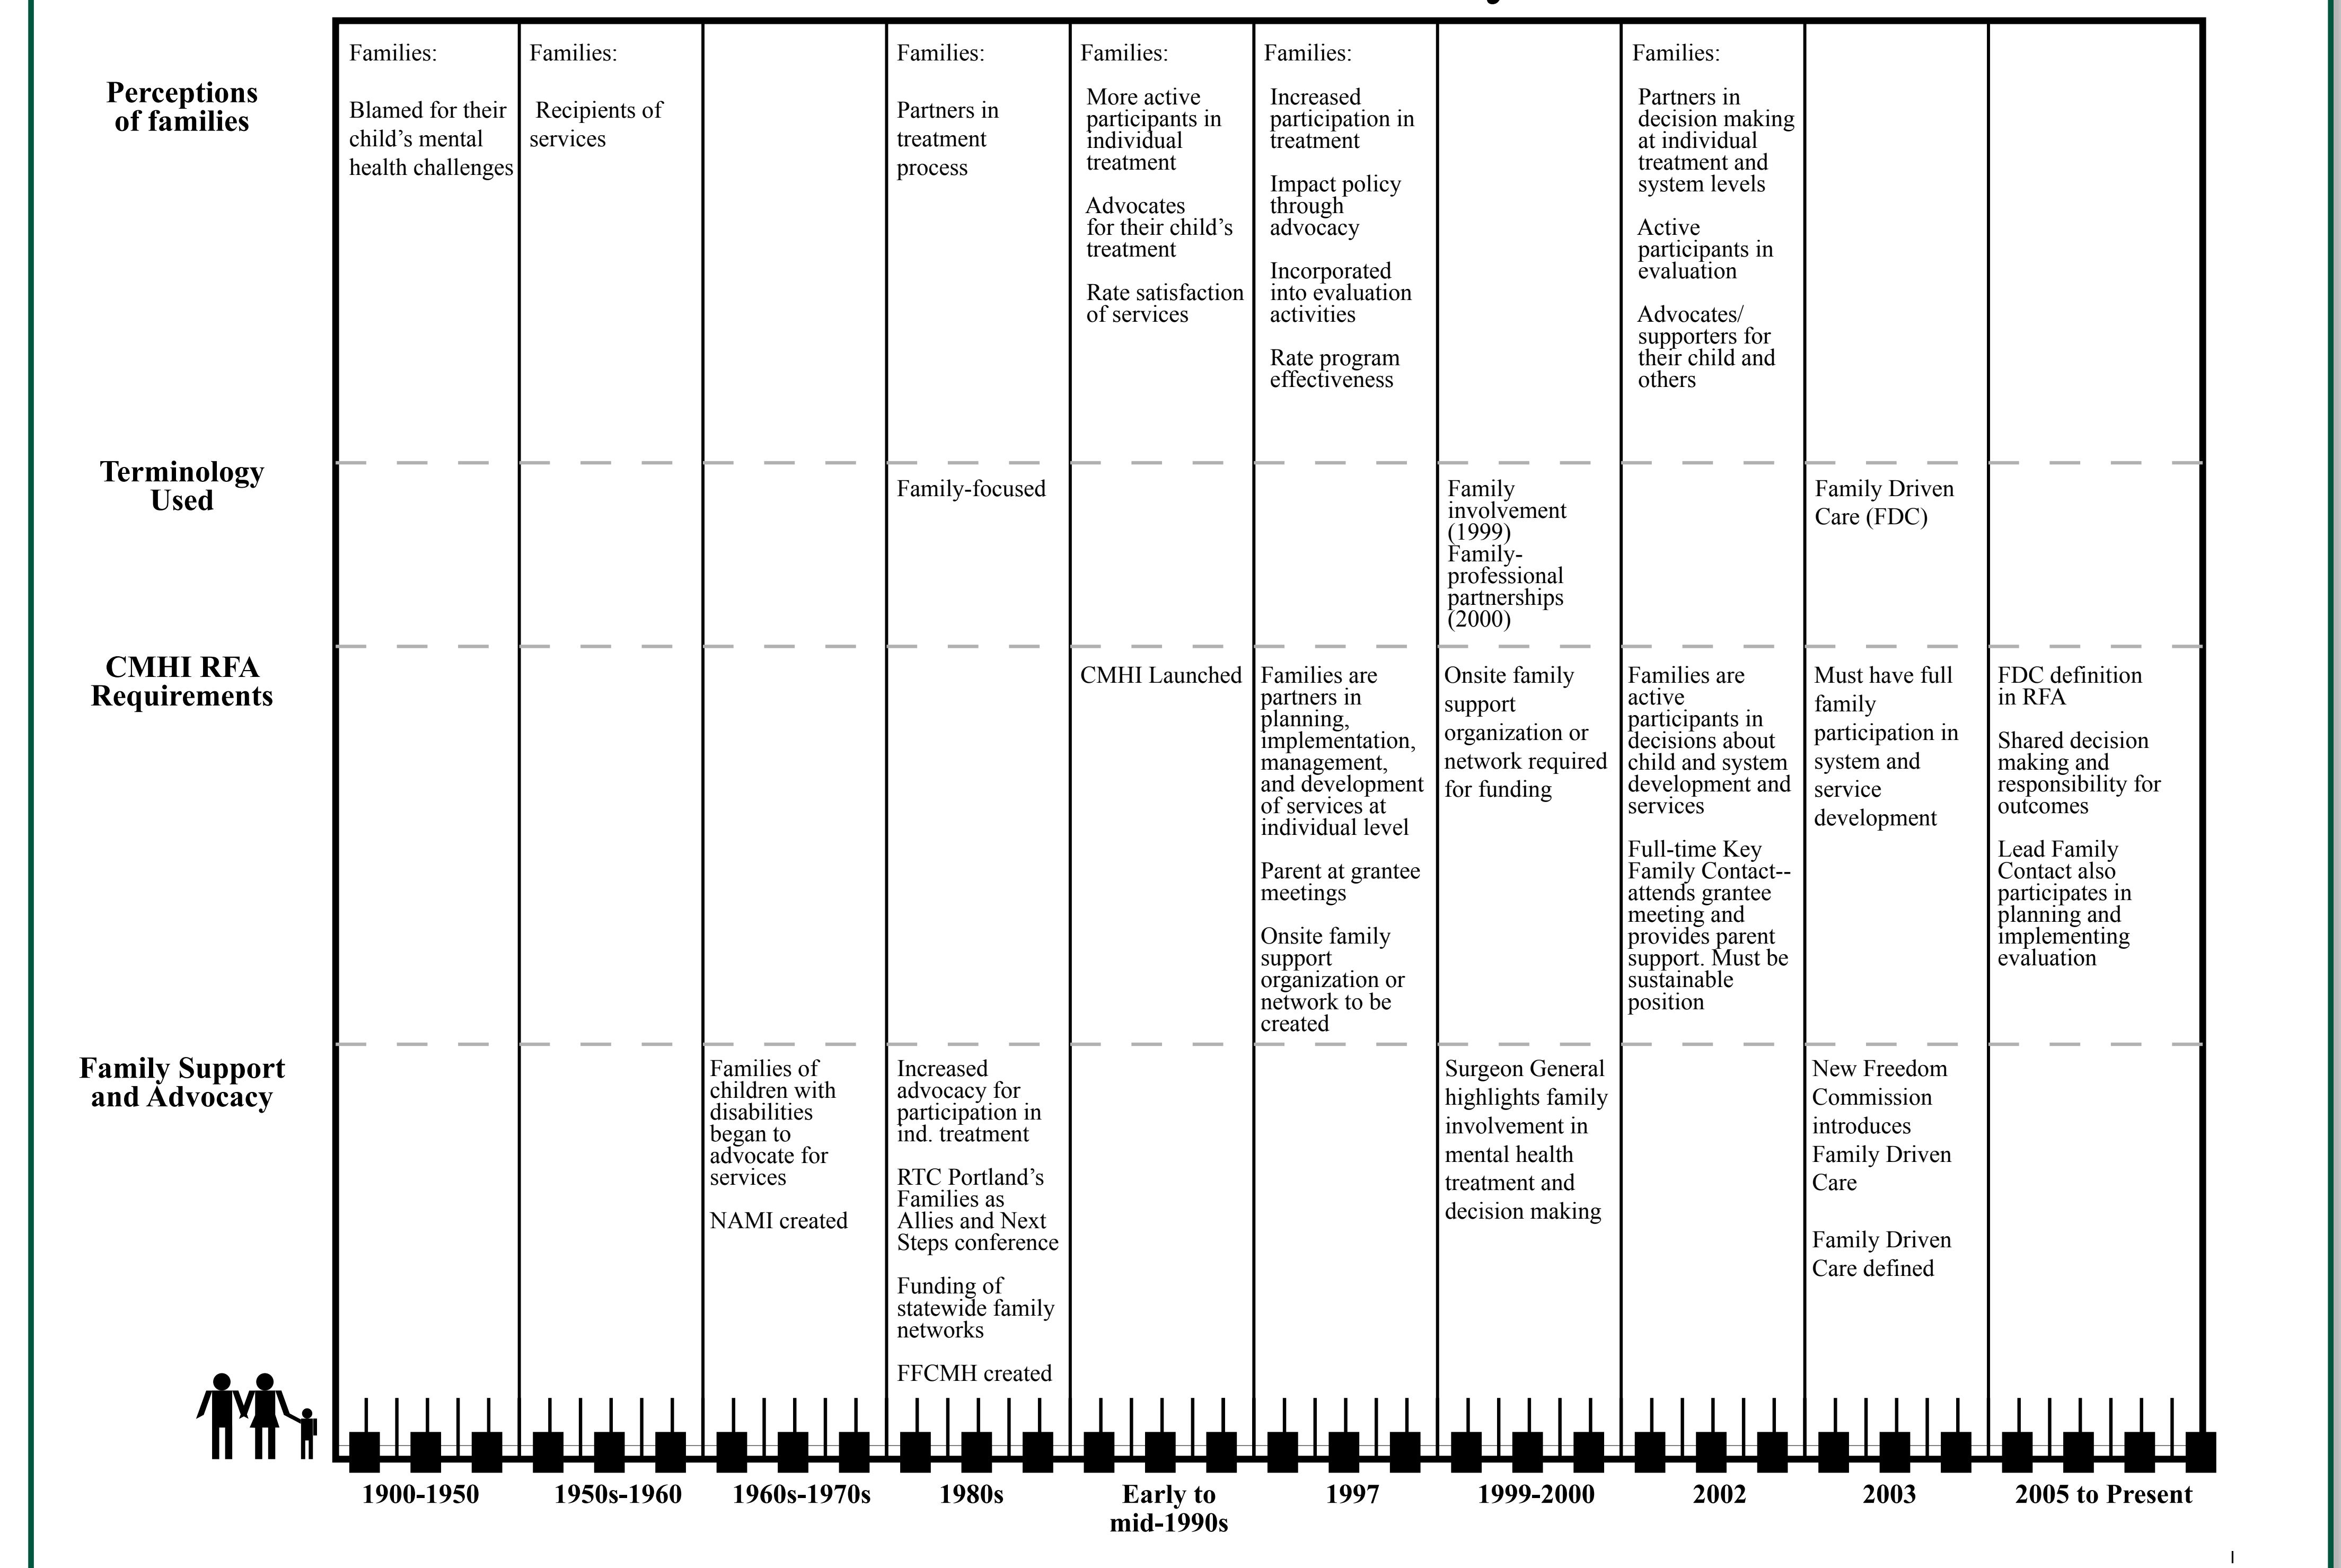 Perceptions
of families
Families:
Blamed for their
child's mental
health challenges
Families:
Recipients of
services
Families:
Partners in
treatment
process
Families:
More active
participants in
individual
treatment
Advocates
for their child's
treatment
Rate satisfaction
of services
Families:
Increased
participation in
treatment
Impact policy
through
advocacy
Incorporated
into evaluation
activities
Rate program
effectiveness
Families:
Partners in
decision making
at individual
treatment and
system levels
Active
participants in
evaluation
Advocates/
supporters for
their child and
others
Terminology
Used
Family-focused
Family
involvement
(1999)
Family-
professional
partnerships
(2000)
Family Driven
Care (FDC)
CMHI RFA
Requirements
CMHI Launched
Families are
partners in
planning,
implementation,
management,
and development
of services at
individual level
Parent at grantee
meetings
Onsite family
support
organization or
network to be
created
Onsite family
support
organization or
network required
for funding
Families are
active
participants in
decisions about
child and system
development and
services
Full-time Key
Family Contact--
attends grantee
meeting and
provides parent
support. Must be
sustainable
position
Must have full
family
participation in
system and
service
development
FDC definition
in RFA
Shared decision
making and
responsibility for
outcomes
Lead Family
Contact also
participates in
planning and
implementing
evaluation
Family Support
and Advocacy
Families of
children with
disabilities
began to
advocate for
services
NAMI created
Increased
advocacy for
participation in
ind. treatment
RTC Portland's
Families as
Allies and Next
Steps conference
Funding of
statewide family
networks
FFCMH created
Surgeon General
highlights family
involvement in
mental health
treatment and
decision making
New Freedom
Commission
introduces
Family Driven
Care
Family Driven
Care defined
1900-1950
1950s-1960
1960s-1970s
1980s
Early to
mid-1990s
1997
1999-2000
2002
2003
2005 to Present